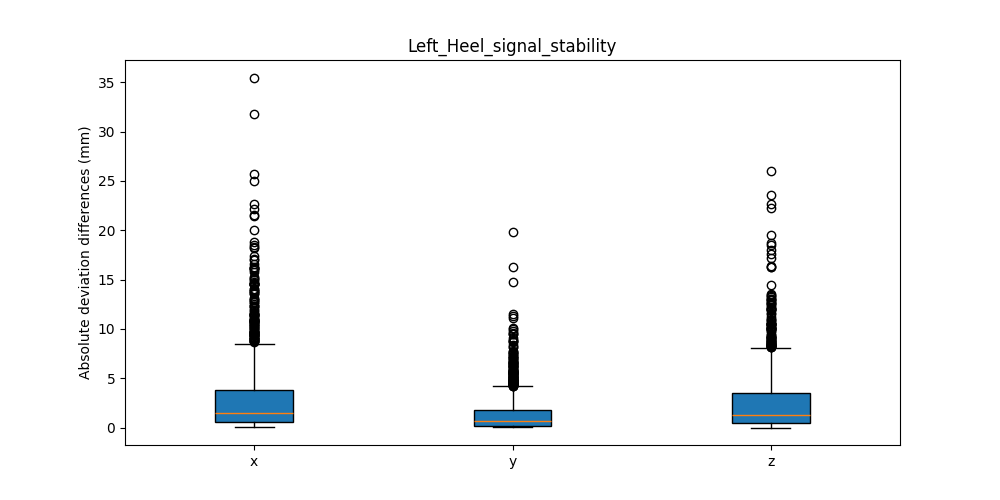 Left_Heel_signal_stability
Absolute deviation differences (mm)
35
30
25
20
15
10
5
0
x
y
z